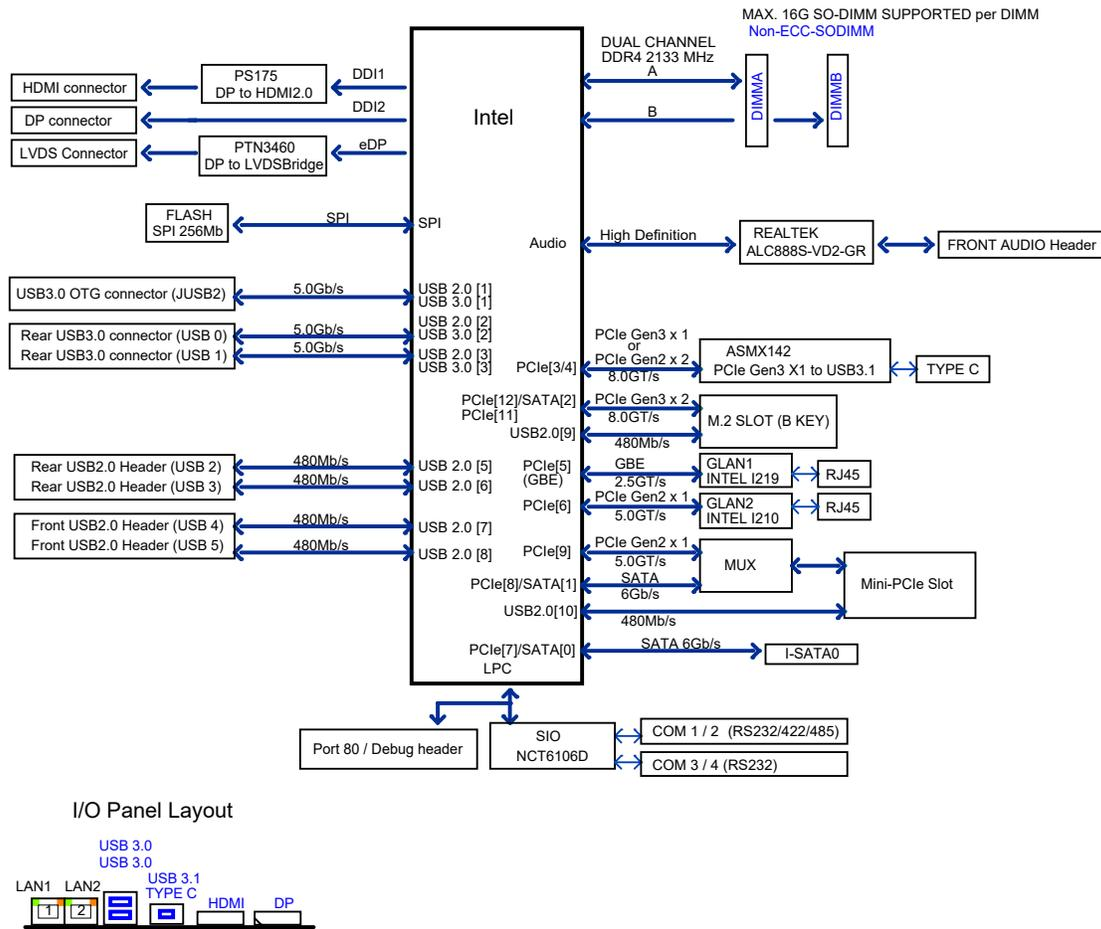 MAX. 16G SO-DIMM SUPPORTED per DIMM
Non-ECC-SODIMM
DUAL CHANNEL
DDR4 2133 MHz
A
B
DIMMA
DIMMB
Intel
HDMI connector
PS175
DP to HDMI2.0
DDI1
DP connector
DDI2
LVDS Connector
PTN3460
DP to LVDSBridge
eDP
FLASH
SPI 256Mb
SPI
SPI
Audio
High Definition
REALTEK
ALC888S-VD2-GR
FRONT AUDIO Header
USB3.0 OTG connector (JUSB2)
5.0Gb/s
USB 2.0 [1]
USB 3.0 [1]
Rear USB3.0 connector (USB 0)
Rear USB3.0 connector (USB 1)
5.0Gb/s
5.0Gb/s
USB 2.0 [2]
USB 3.0 [2]
USB 2.0 [3]
USB 3.0 [3]
PCIe[3/4]
PCIe Gen3 x 1
or
PCIe Gen2 x 2
8.0GT/s
ASMX142
PCIe Gen3 X1 to USB3.1
TYPE C
PCIe[12]/SATA[2]
PCIe[11]
PCIe Gen3 x 2
8.0GT/s
USB2.0[9]
480Mb/s
M.2 SLOT (B KEY)
Rear USB2.0 Header (USB 2)
Rear USB2.0 Header (USB 3)
480Mb/s
480Mb/s
USB 2.0 [5]
USB 2.0 [6]
PCIe[5]
(GBE)
GBE
2.5GT/s
GLAN1
INTEL I219
RJ45
PCIe[6]
PCIe Gen2 x 1
5.0GT/s
GLAN2
INTEL I210
RJ45
Front USB2.0 Header (USB 4)
Front USB2.0 Header (USB 5)
480Mb/s
480Mb/s
USB 2.0 [7]
USB 2.0 [8]
PCIe[9]
PCIe Gen2 x 1
5.0GT/s
PCIe[8]/SATA[1]
SATA
6Gb/s
MUX
Mini-PCIe Slot
USB2.0[10]
480Mb/s
PCIe[7]/SATA[0]
SATA 6Gb/s
I-SATA0
LPC
Port 80 / Debug header
SIO
NCT6106D
COM 1 / 2 (RS232/422/485)
COM 3 / 4 (RS232)
I/O Panel Layout
USB 3.0
USB 3.0
LAN1
LAN2
USB 3.1
TYPE C
HDMI
DP
1
2